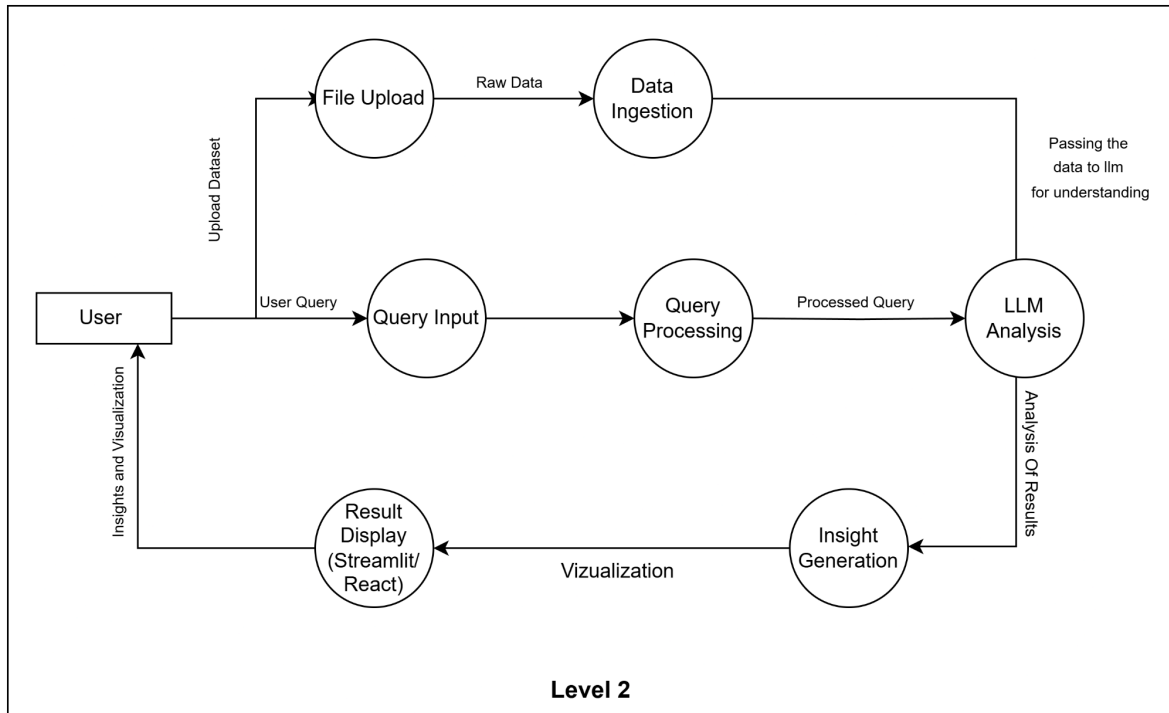 File Upload
Raw Data
Data
Ingestion
Upload Dataset
Passing the
data to llm
for understanding
User
User Query
Query Input
Query
Processing
Processed Query
LLM
Analysis
Insights and Visualization
Analysis Of Results
Result
Display
(Streamlit/
React)
Vizualization
Insight
Generation
Level 2